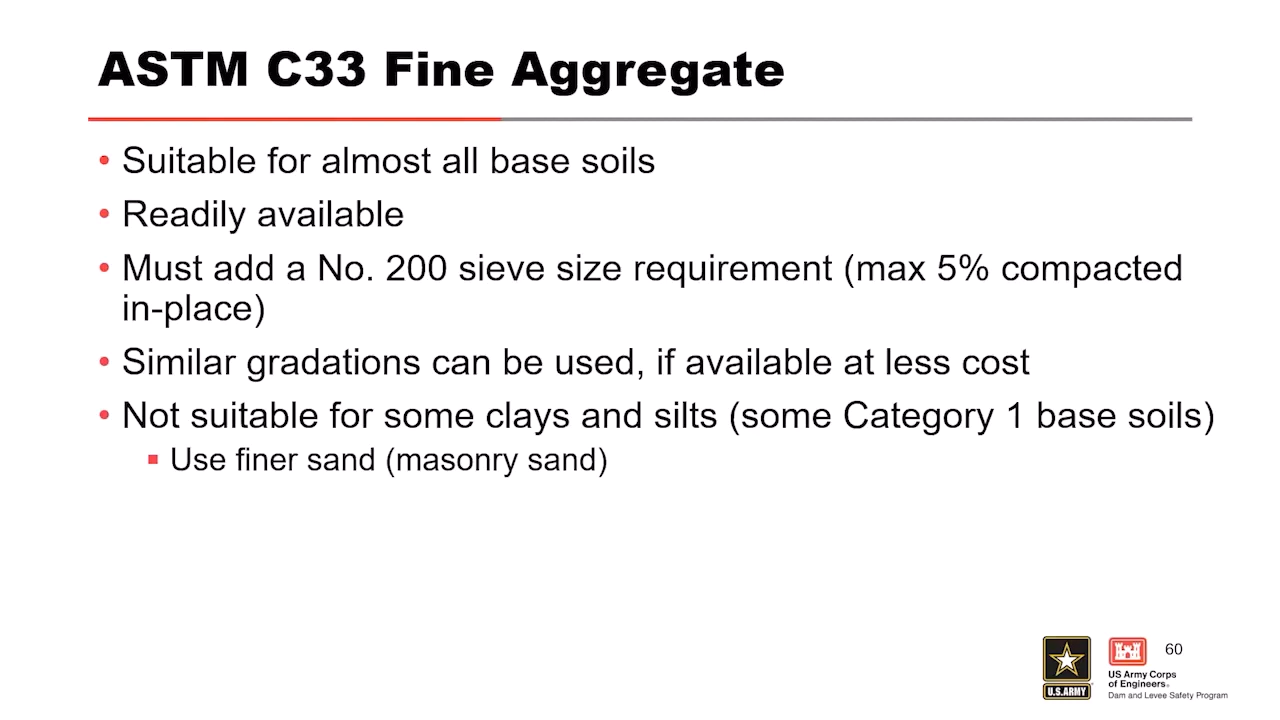 ASTM C33 Fine Aggregate
• Suitable for almost all base soils
• Readily available
• Must add a No. 200 sieve size requirement (max 5% compacted
in-place)
• Similar gradations can be used, if available at less cost
• Not suitable for some clays and silts (some Category 1 base soils)
▪ Use finer sand (masonry sand)
60
U.S.ARMY
US Army Corps
of Engineers®
Dam and Levee Safety Program